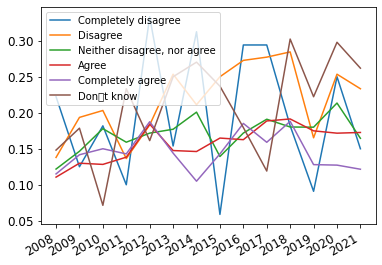 Completely disagree
Disagree
Neither disagree, nor agree
Agree
Completely agree
Don▯t know
0.30
0.25
0.20
0.15
0.10
0.05
2008 2009 2010 2011 2012 2013 2014 2015 2016 2017 2018 2019 2020 2021